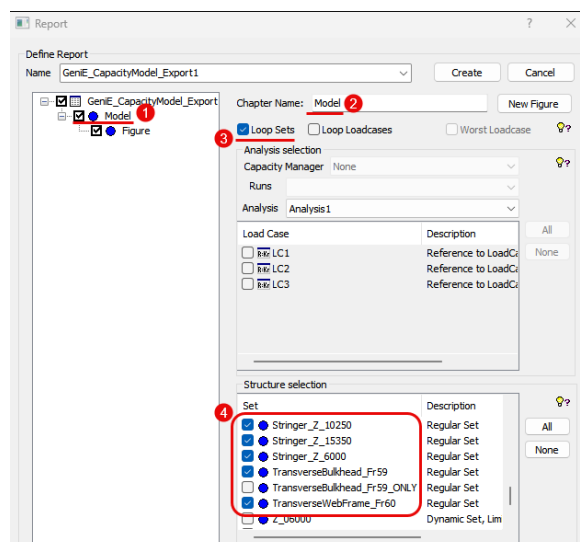 Report ? ×
Define Report
Name GeniE_CapacityModel_Export1 Create Cancel
GeniE_CapacityModel_Export
Model 1
Figure
Chapter Name: Model 2 New Figure
3 Loop Sets Loop Loadcases Worst Loadcase ?
Analysis selection
Capacity Manager None ?
Runs
Analysis Analysis1
Load Case Description All
LC1 Reference to LoadCa None
LC2 Reference to LoadCa
LC3 Reference to LoadCa
Structure selection
4 Set Description ?
Stringer_Z_10250 Regular Set All
Stringer_Z_15350 Regular Set
Stringer_Z_6000 Regular Set None
TransverseBulkhead_Fr59 Regular Set
TransverseBulkhead_Fr59_ONLY Regular Set
TransverseWebFrame_Fr60 Regular Set
Z_06000 Dynamic Set, Lim